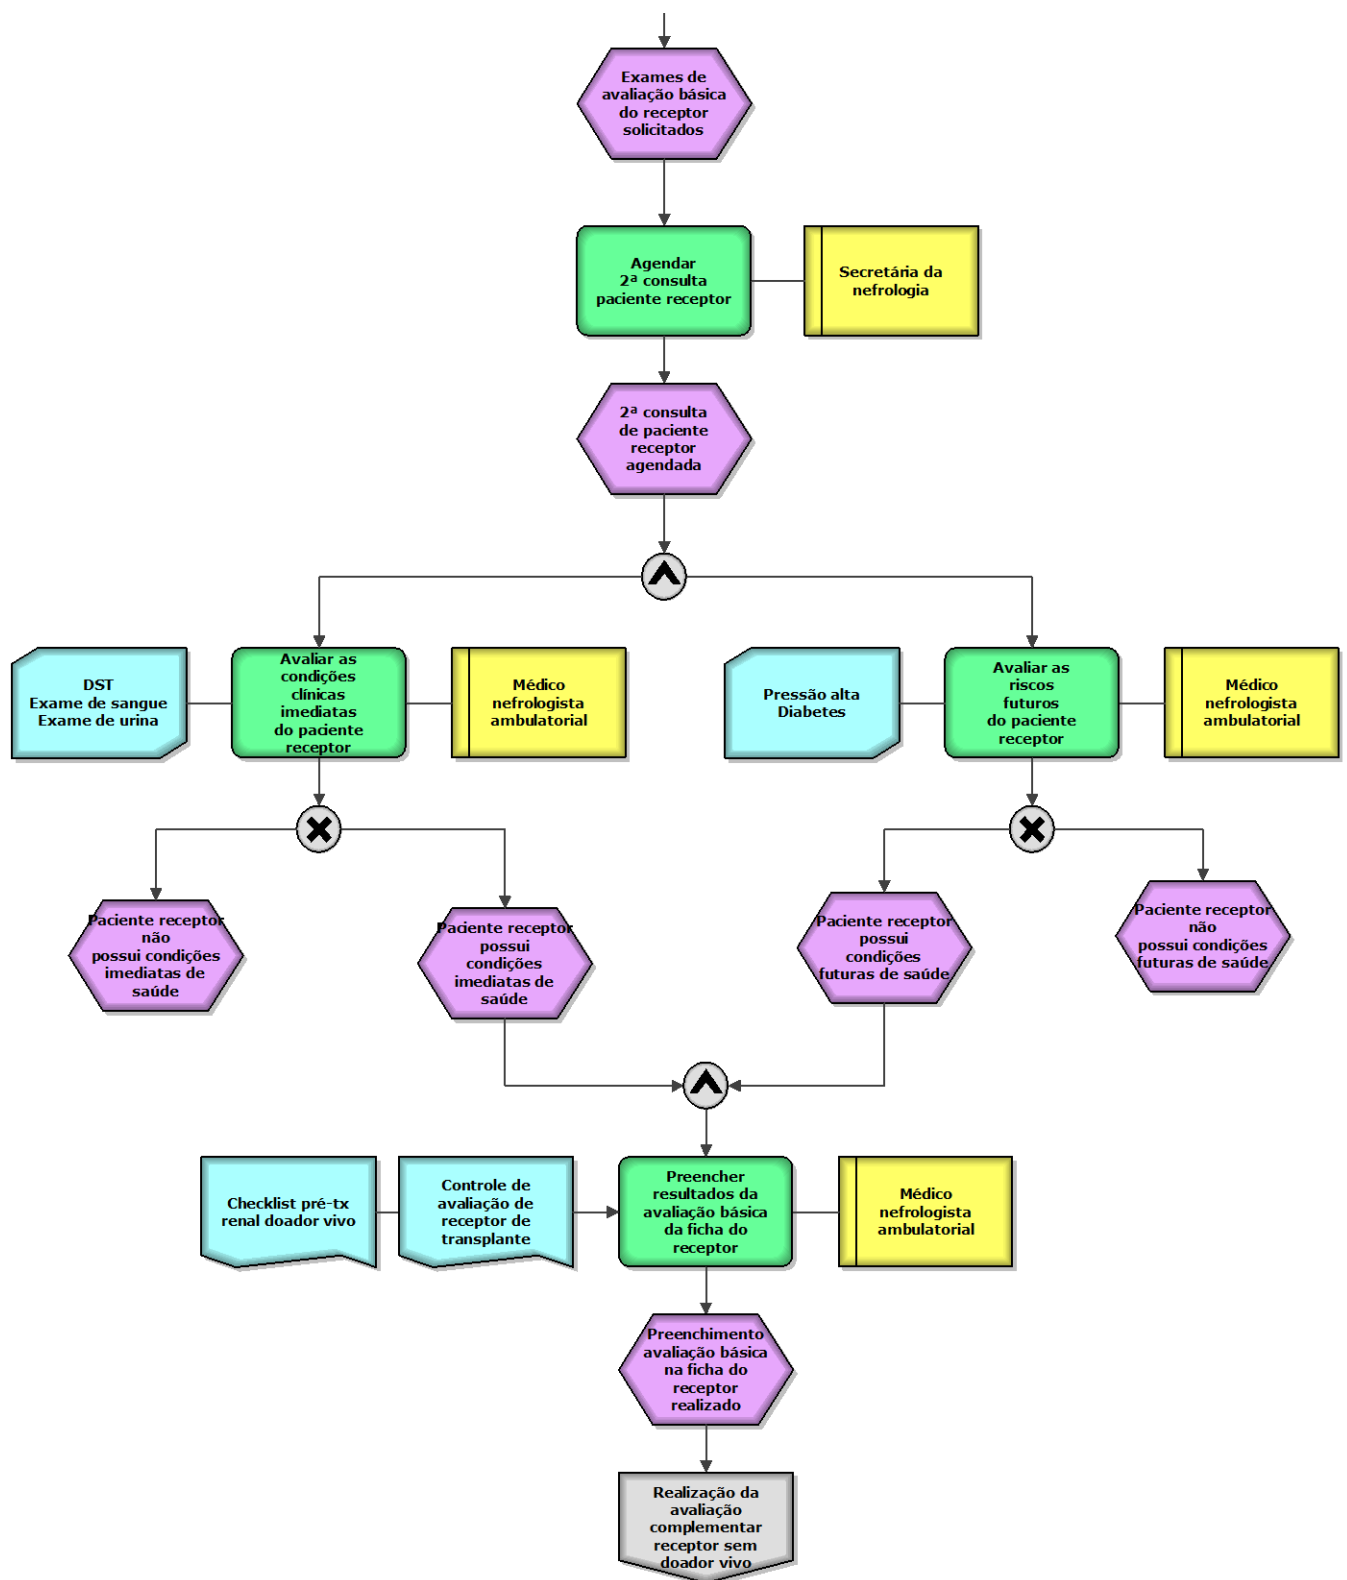 Exames de
avaliação básica
do receptor
solicitados
Agendar
2ª consulta
paciente receptor
Secretária da
nefrologia
2ª consulta
de paciente
receptor
agendada
DST
Exame de sangue
Exame de urina
Avaliar as
condições
clínicas
imediatas
do paciente
receptor
Médico
nefrologista
ambulatorial
Pressão alta
Diabetes
Avaliar as
riscos
futuros
do paciente
receptor
Médico
nefrologista
ambulatorial
Paciente receptor
não
possui condições
imediatas de
saúde
Paciente receptor
possui
condições
imediatas de
saúde
Paciente receptor
possui
condições
futuras de saúde
Paciente receptor
não
possui condições
futuras de saúde
Checklist pré-tx
renal doador vivo
Controle de
avaliação de
receptor de
transplante
Preencher
resultados da
avaliação básica
da ficha do
receptor
Médico
nefrologista
ambulatorial
Preenchimento
avaliação básica
na ficha do
receptor
realizado
Realização da
avaliação
complementar
receptor sem
doador vivo